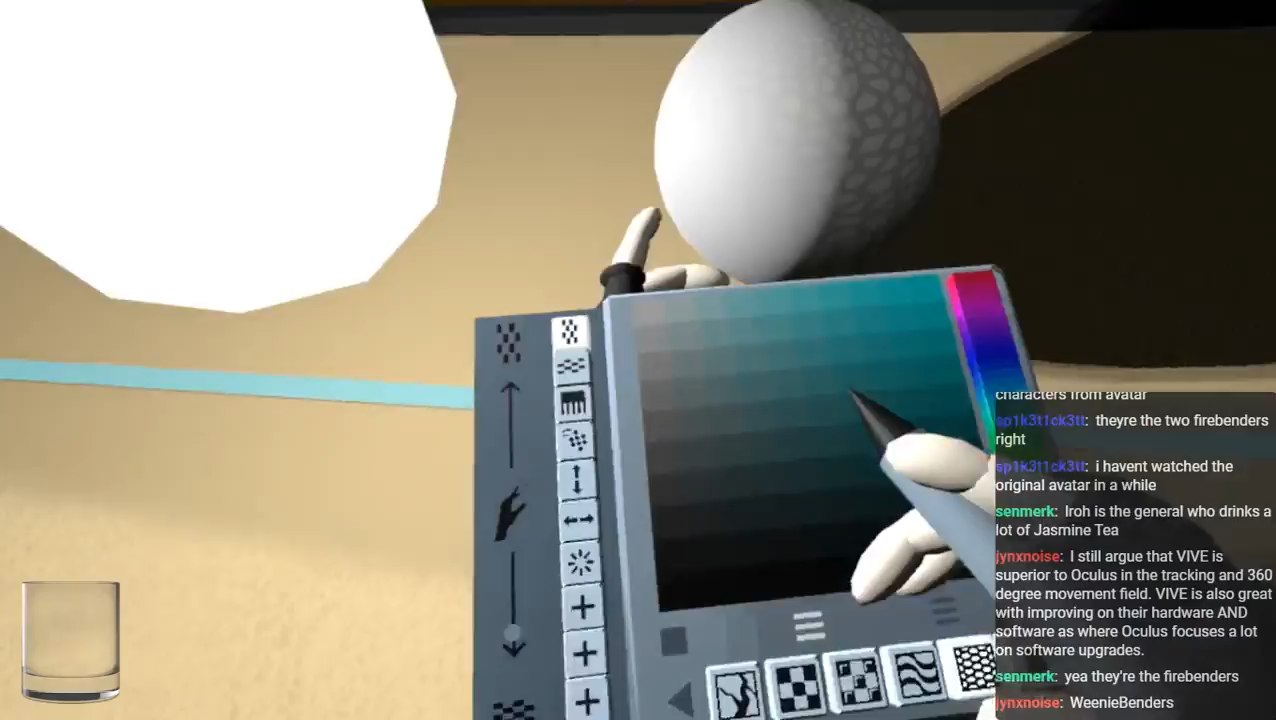 characters from avatar
sp1k3t1ck3tt: theyre the two firebenders
right
sp1k3t1ck3tt: i havent watched the
original avatar in a while
senmerk: Iroh is the general who drinks a
lot of Jasmine Tea
jynxnoise: I still argue that VIVE is
superior to Oculus in the tracking and 360
degree movement field. VIVE is also great
with improving on their hardware AND
software as where Oculus focuses a lot
on software upgrades.
senmerk: yea they're the firebenders
jynxnoise: WeenieBenders